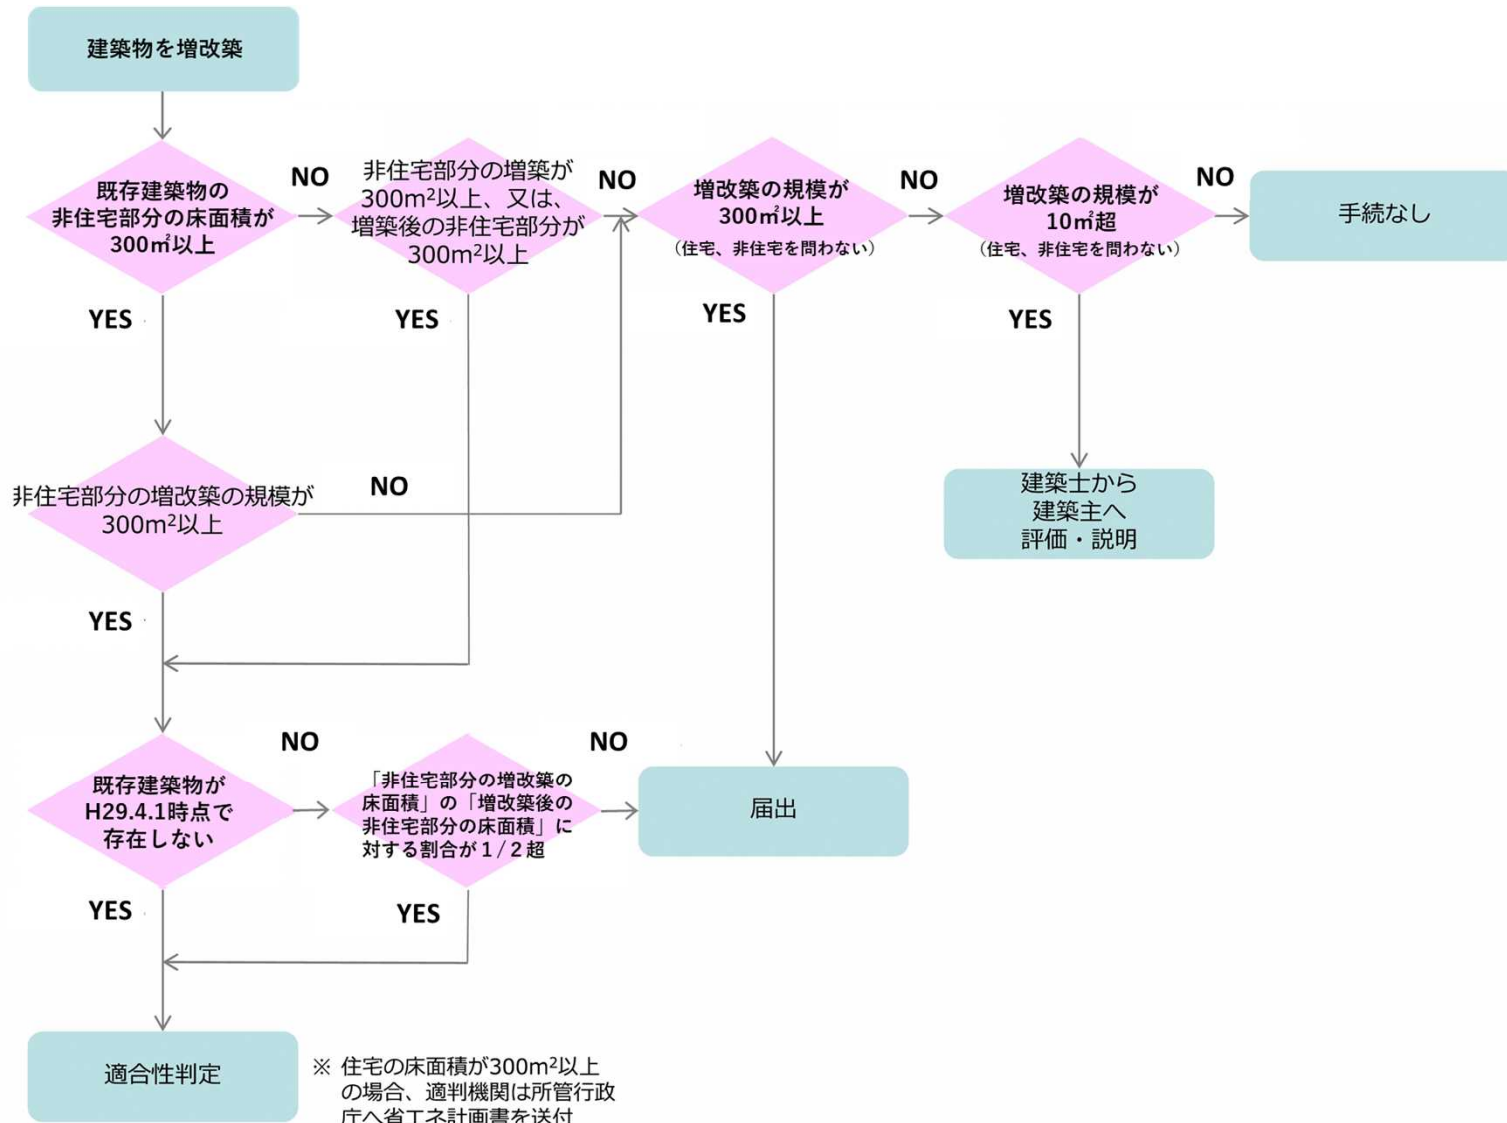 建築物を増改築
既存建築物の
非住宅部分の床面積が
300㎡以上
NO
非住宅部分の増築が
300m²以上、又は、
増築後の非住宅部分が
300m²以上
NO
増改築の規模が
300㎡以上
（住宅、非住宅を問わない）
NO
増改築の規模が
10㎡超
（住宅、非住宅を問わない）
NO
手続なし
YES
YES
YES
YES
非住宅部分の増改築の規模が
300m²以上
NO
建築士から
建築主へ
評価・説明
YES
既存建築物が
H29.4.1時点で
存在しない
NO
「非住宅部分の増改築の
床面積」の「増改築後の
非住宅部分の床面積」に
対する割合が１/２超
NO
届出
YES
YES
適合性判定
※ 住宅の床面積が300m²以上
の場合、適判機関は所管行政
庁へ省エネ計画書を送付